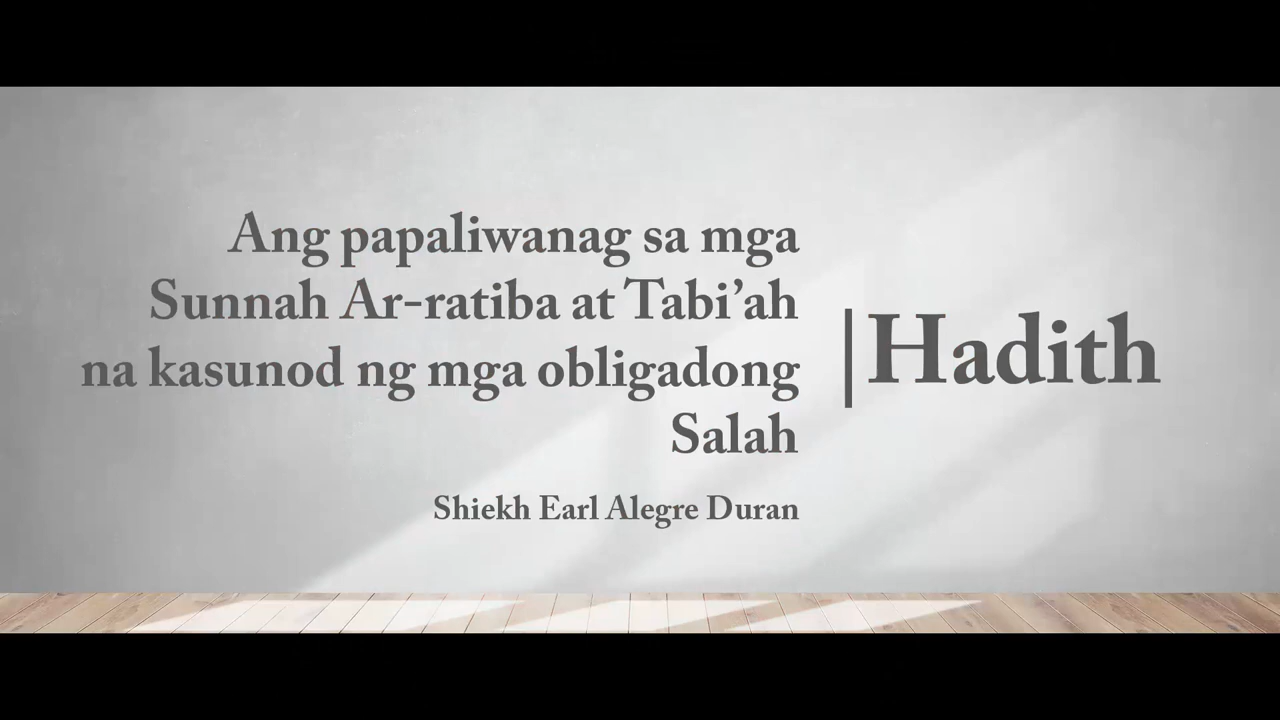 Ang papaliwanag sa mga
Sunnah Ar-ratiba at Tabi’ah
na kasunod ng mga obligadong
Salah
Shiekh Earl Alegre Duran
Hadith